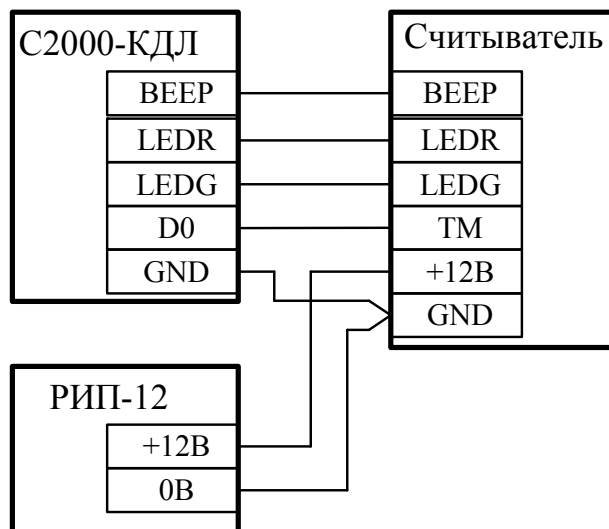 С2000-КДЛ
BEEP
LEDR
LEDG
D0
GND
Считыватель
BEEP
LEDR
LEDG
TM
+12В
GND
РИП-12
+12В
0В